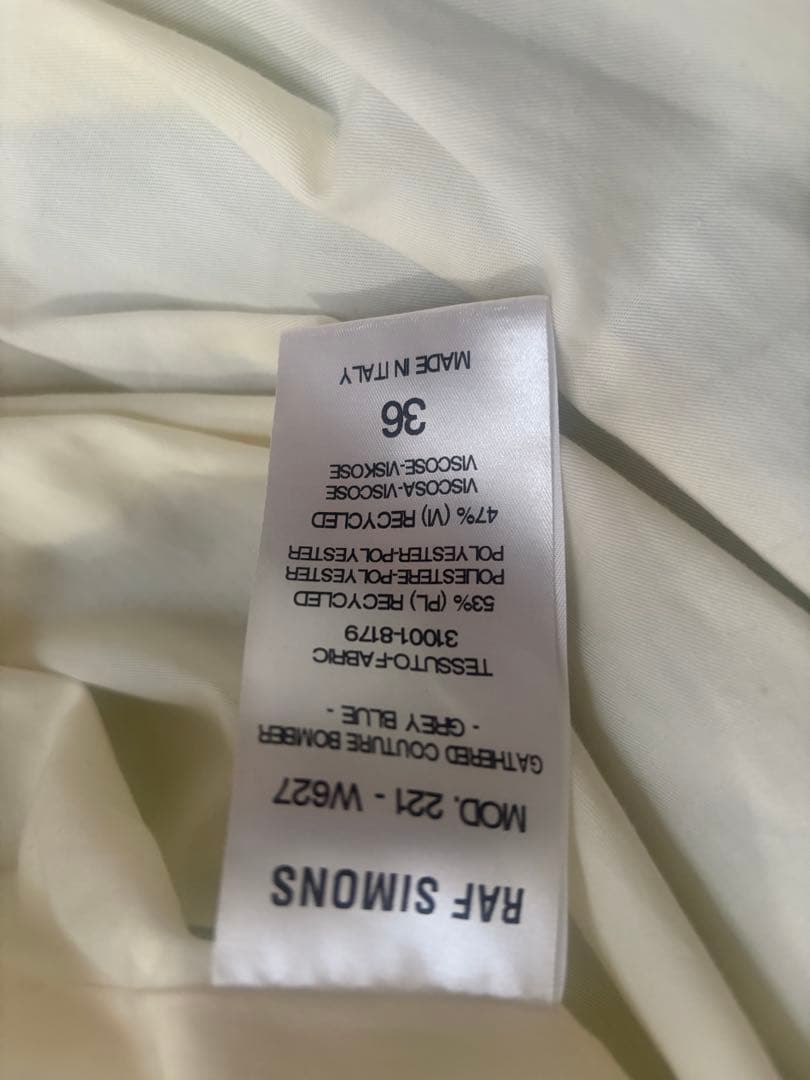 RAF SIMONS
MOD. 221 - W627
GATHERED COUTURE BOMBER
- GREY BLUE -
TESSUTO-FABRIC
31001-8179
53% (PL) RECYCLED
POLIESTERE-POLYESTER
POLYESTER-POLYESTER
47% (VI) RECYCLED
VISCOSA-VISCOSE
VISCOSE-VISKOSE
36
MADE IN ITALY